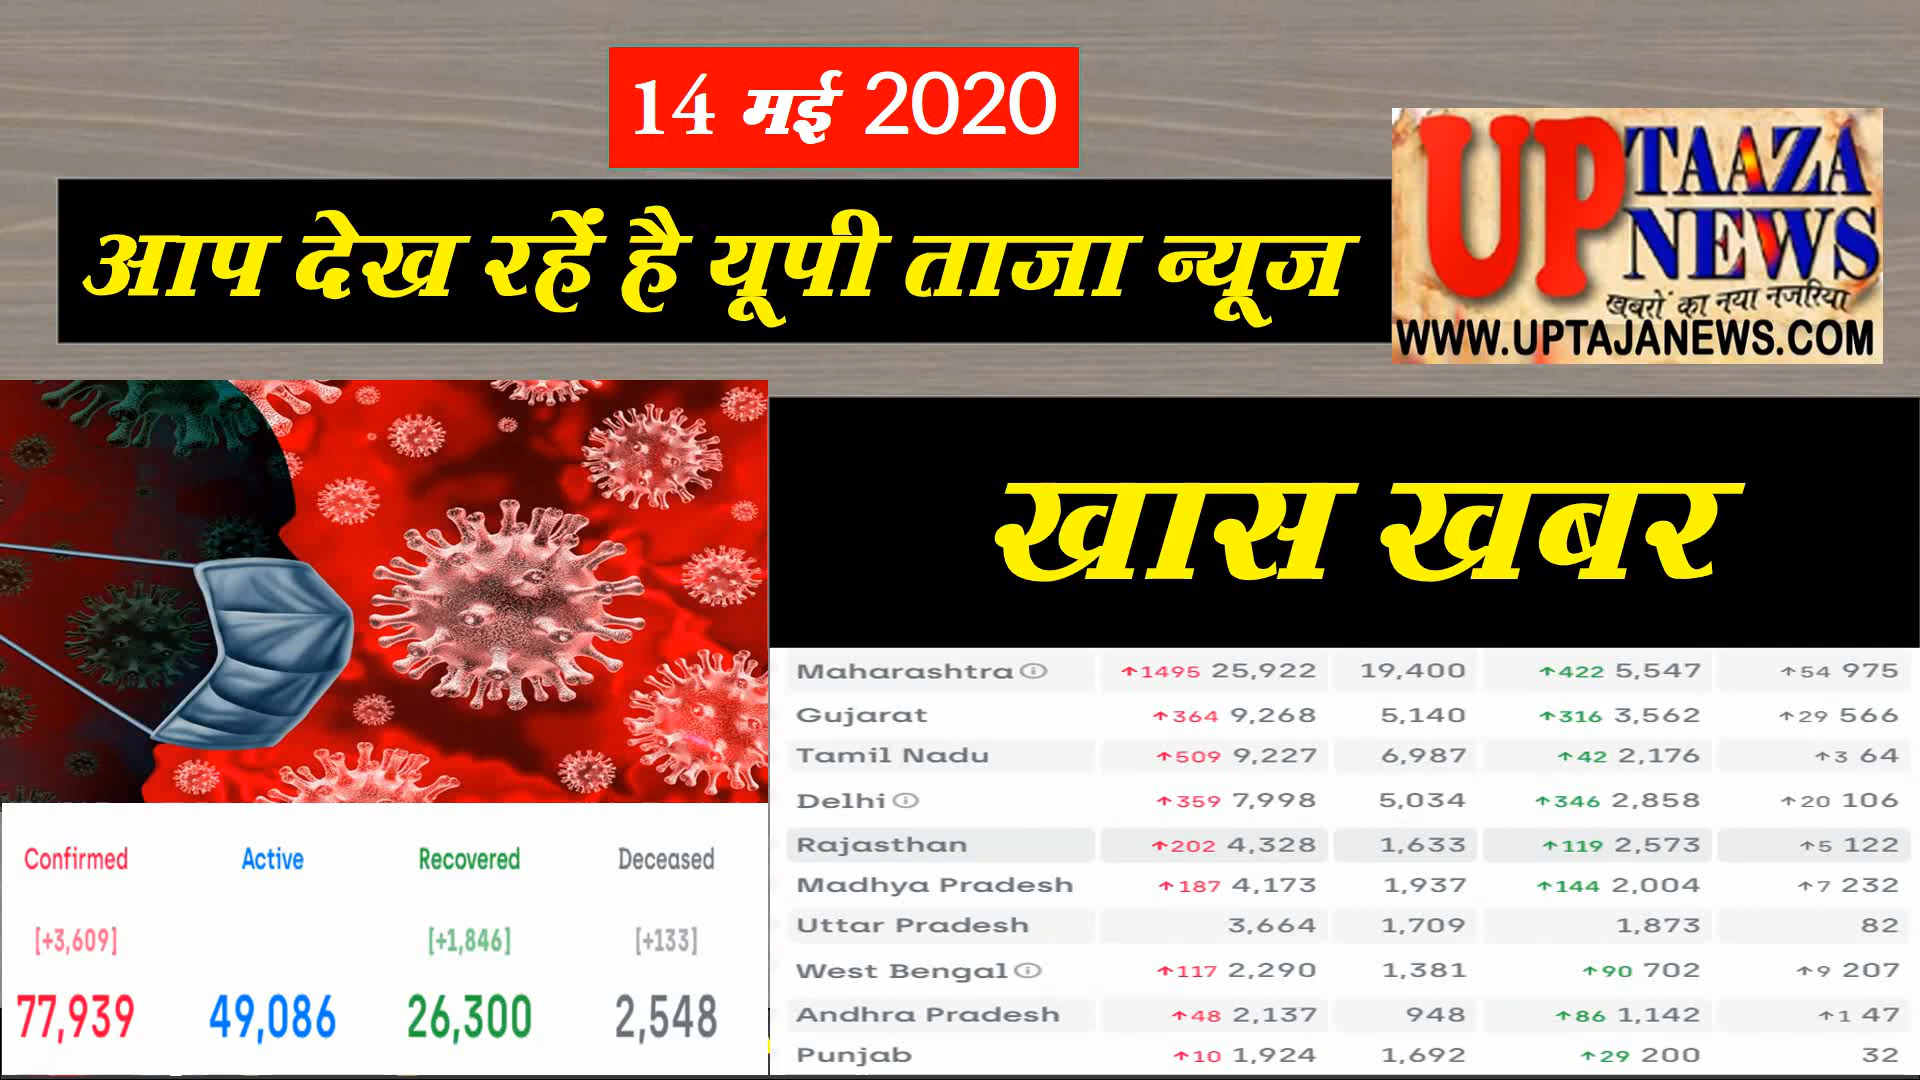 14 मई 2020
आप देख रहें है यूपी ताजा न्यूज
UP TAAZA NEWS
खबरों का नया नजरिया
WWW.UPTAJANEWS.COM
खास खबर
Confirmed Active Recovered Deceased
[+3,609] [+1,846] [+133]
77,939 49,086 26,300 2,548
Maharashtra ⓘ ↑1495 25,922 19,400 ↑422 5,547 ↑54 975
Gujarat ↑364 9,268 5,140 ↑316 3,562 ↑29 566
Tamil Nadu ↑509 9,227 6,987 ↑42 2,176 ↑3 64
Delhi ⓘ ↑359 7,998 5,034 ↑346 2,858 ↑20 106
Rajasthan ↑202 4,328 1,633 ↑119 2,573 ↑5 122
Madhya Pradesh ↑187 4,173 1,937 ↑144 2,004 ↑7 232
Uttar Pradesh 3,664 1,709 1,873 82
West Bengal ⓘ ↑117 2,290 1,381 ↑90 702 ↑9 207
Andhra Pradesh ↑48 2,137 948 ↑86 1,142 ↑1 47
Punjab ↑10 1,924 1,692 ↑29 200 32